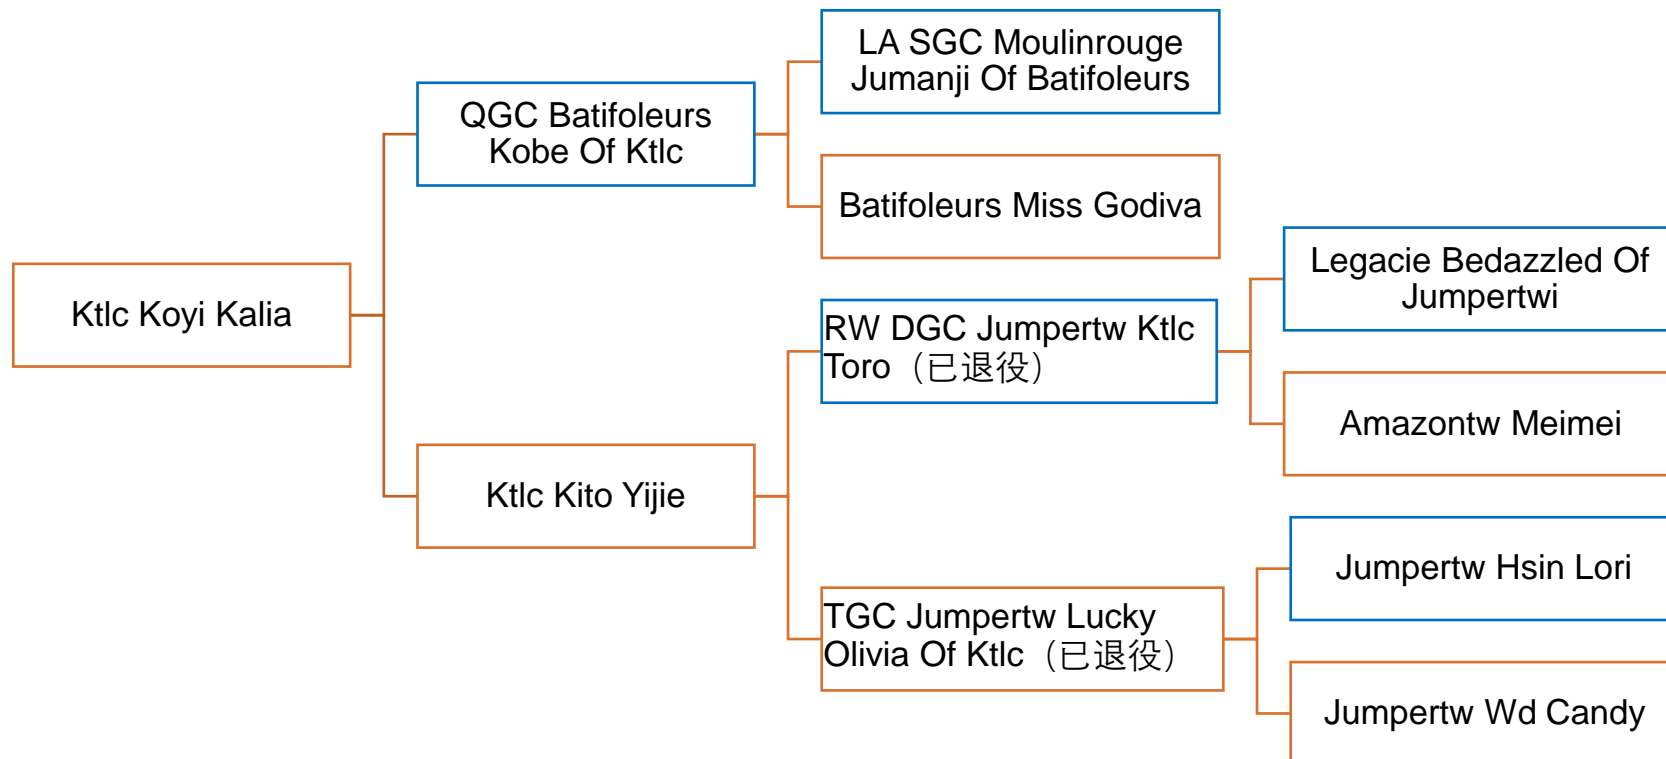 LA SGC Moulinrouge
Jumanji Of Batifoleurs
QGC Batifoleurs
Kobe Of Ktlc
Batifoleurs Miss Godiva
Legacie Bedazzled Of
Jumpertwi
Ktlc Koyi Kalia
RW DGC Jumpertw Ktlc
Toro（已退役）
Amazontw Meimei
Ktlc Kito Yijie
Jumpertw Hsin Lori
TGC Jumpertw Lucky
Olivia Of Ktlc（已退役）
Jumpertw Wd Candy